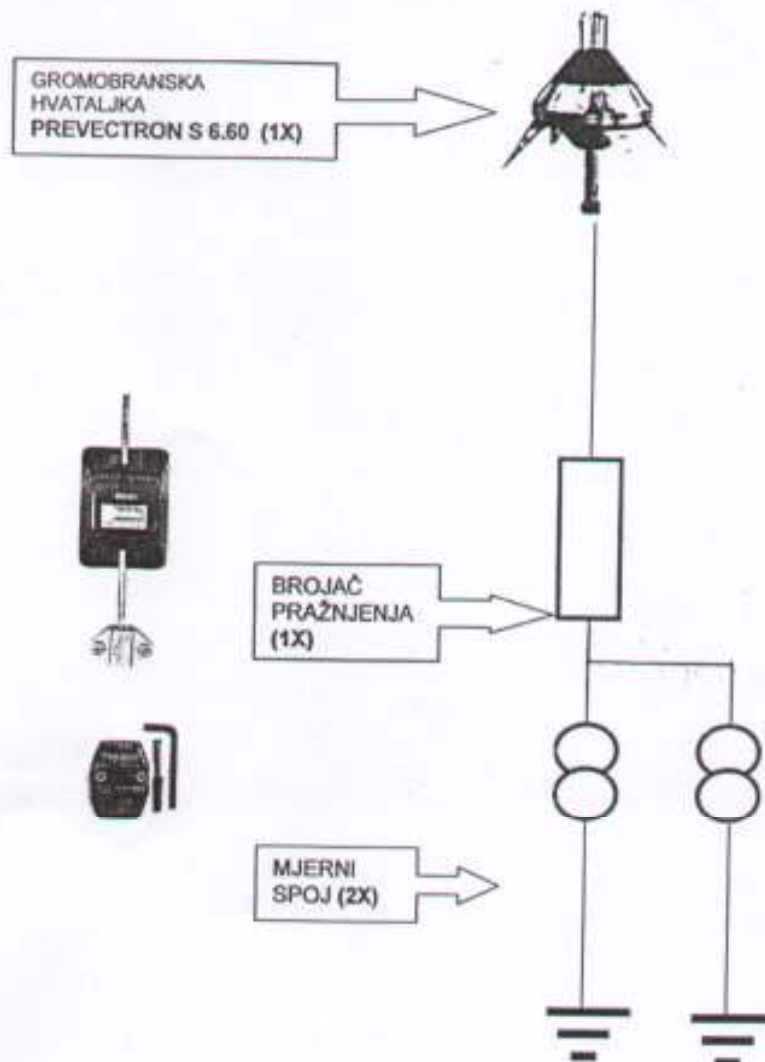 GROMOBRANSKA
HVATALJKA
PREVECTRON S 6.60 (1X)
BROJAČ
PRAŽNJENJA
(1X)
MJERNI
SPOJ (2X)